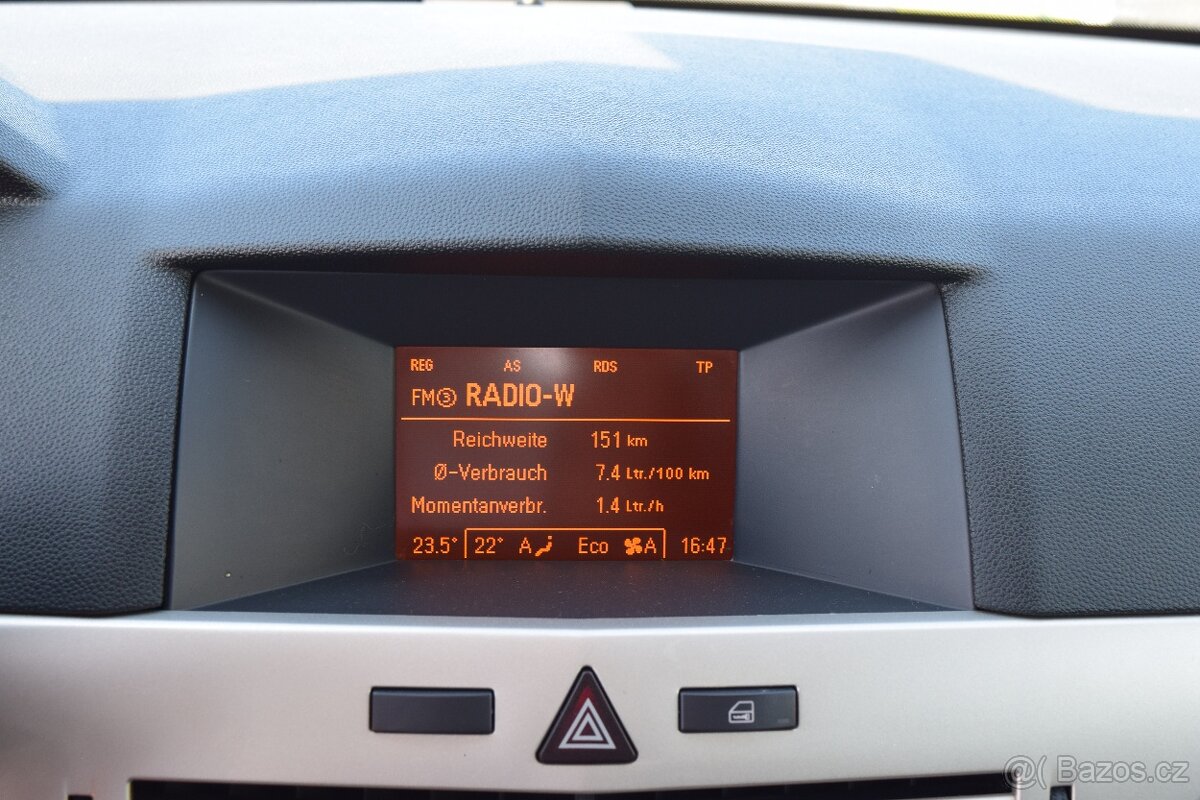 REG AS RDS TP
FM③ RADIO-W
Reichweite 151 km
Ø-Verbrauch 7.4 Ltr./100 km
Momentanverbr. 1.4 Ltr./h
23.5° 22° A Eco A 16:47
@( Bazos.cz